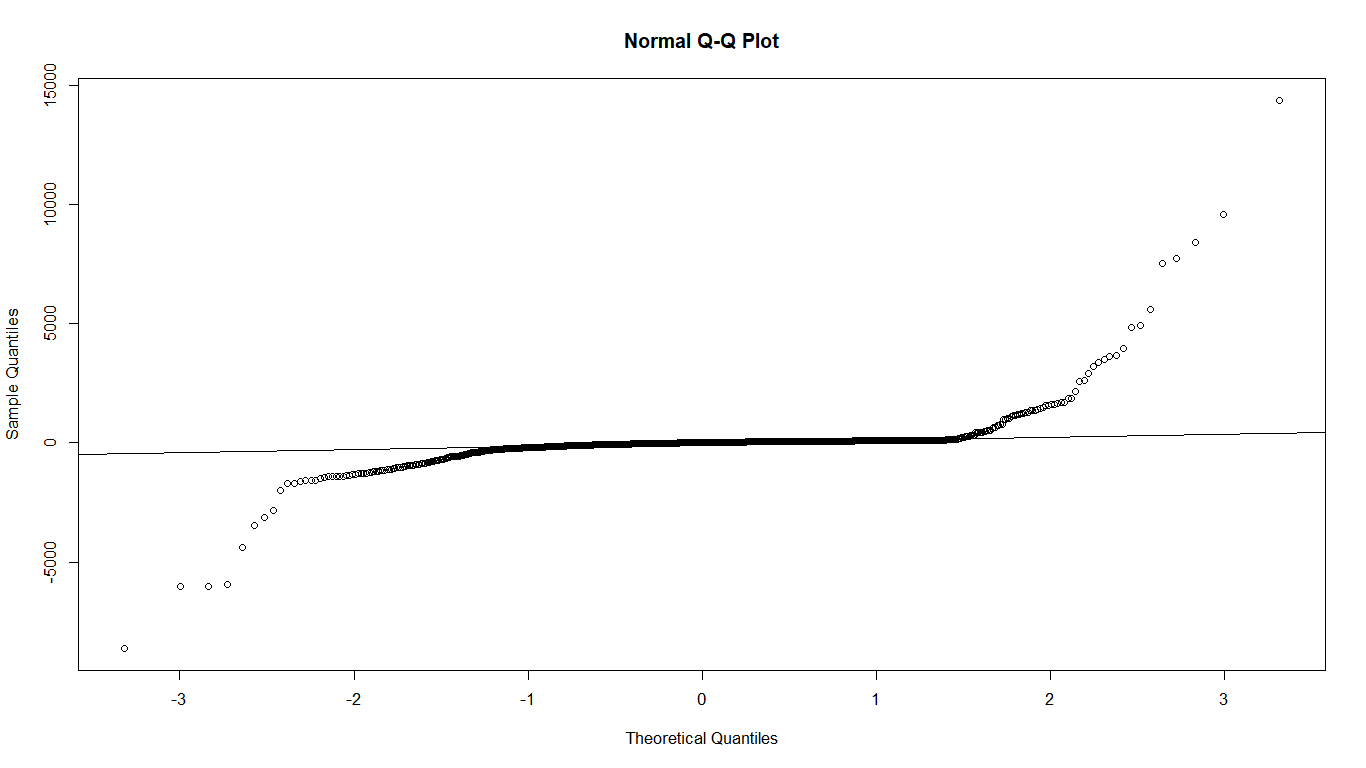 Normal Q-Q Plot
15000
10000
5000
0
-5000
Sample Quantiles
-3 -2 -1 0 1 2 3
Theoretical Quantiles